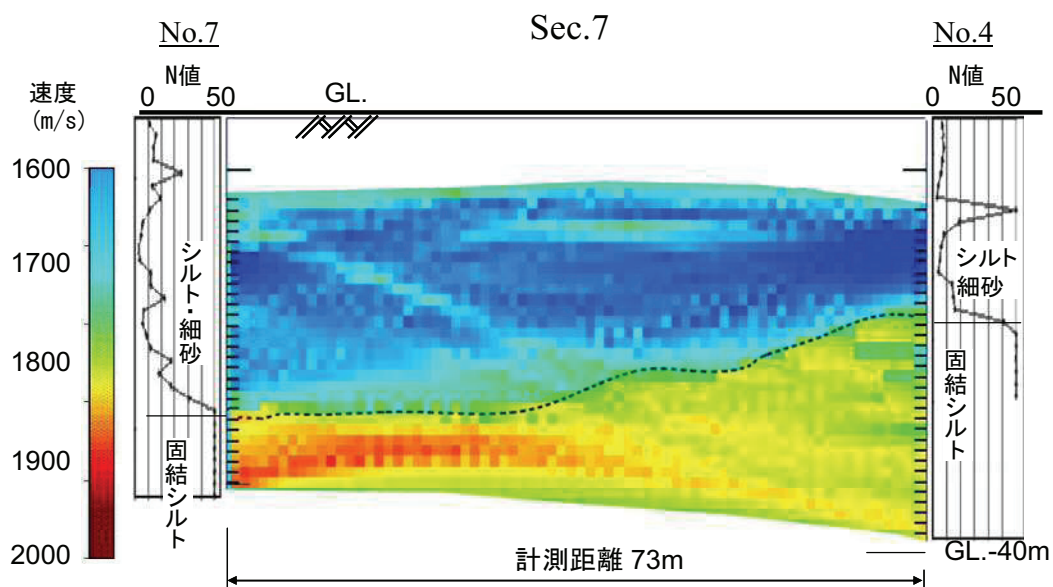 Sec.7
No.7
No.4
N値
N値
0
50
GL.
0
50
速度
(m/s)
1600
1700
1800
1900
2000
シルト・細砂
固結シルト
シルト
細砂
固結シルト
計測距離 73m
GL.-40m